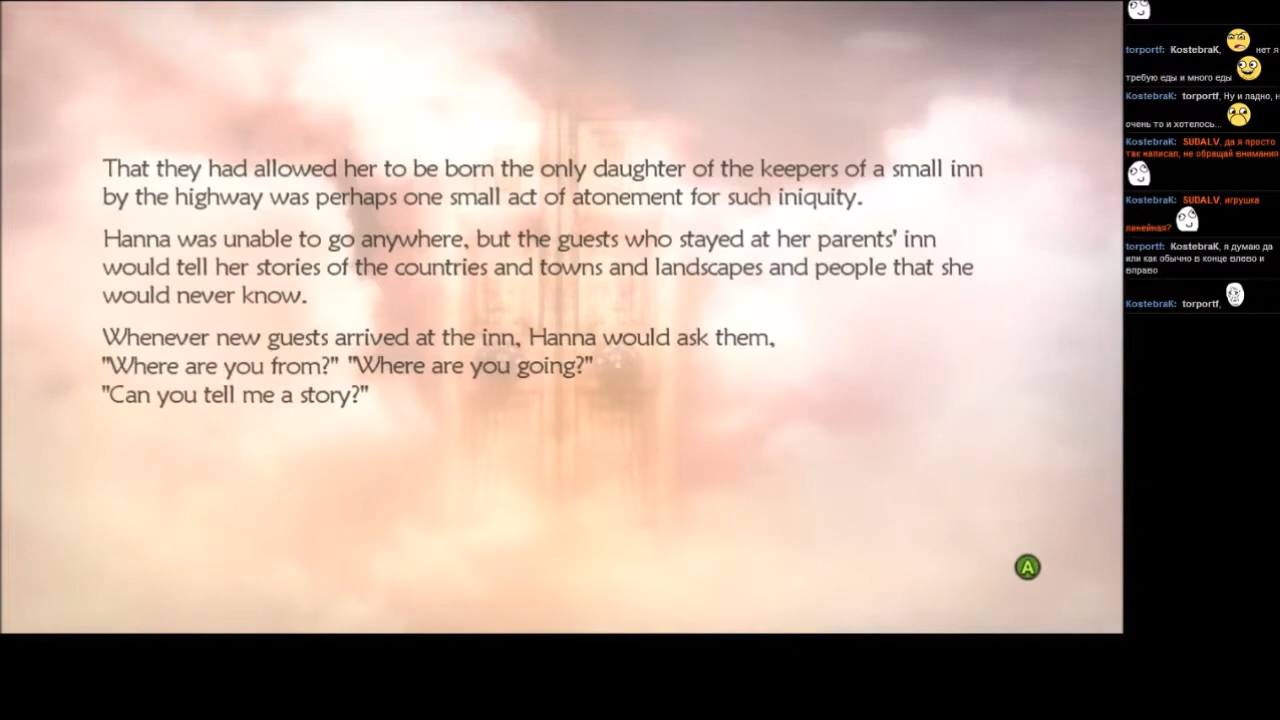 That they had allowed her to be born the only daughter of the keepers of a small inn
by the highway was perhaps one small act of atonement for such iniquity.
Hanna was unable to go anywhere, but the guests who stayed at her parents' inn
would tell her stories of the countries and towns and landscapes and people that she
would never know.
Whenever new guests arrived at the inn, Hanna would ask them,
"Where are you from?" "Where are you going?"
"Can you tell me a story?"
A
torportf: KostebraK, нет я
требую еды и много еды
KostebraK: torportf, Ну и ладно, н
очень то и хотелось...
KostebraK: SUDALV, да я просто
так написал, не обращай внимания
KostebraK: SUDALV, игрушка
линейная?
torportf: KostebraK, я думаю да
или как обычно в конце влево и
вправо
KostebraK: torportf,